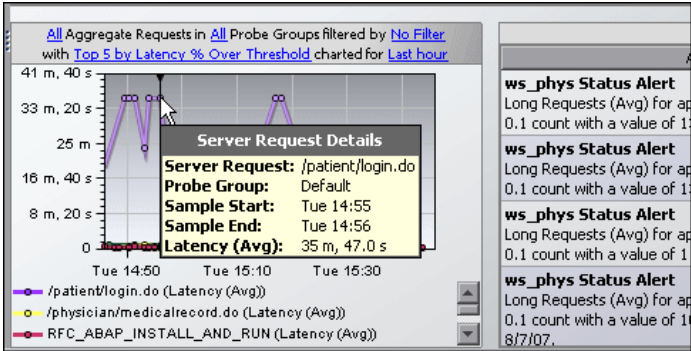 All Aggregate Requests in All Probe Groups filtered by No Filter
with Top 5 by Latency % Over Threshold charted for Last hour
41 m, 40 s
33 m, 20 s
25 m
16 m, 40 s
8 m, 20 s
0
Tue 14:50 Tue 15:10 Tue 15:30
Server Request Details
Server Request: /patient/login.do
Probe Group: Default
Sample Start: Tue 14:55
Sample End: Tue 14:56
Latency (Avg): 35 m, 47.0 s
/patient/login.do (Latency (Avg))
/physician/medicalrecord.do (Latency (Avg))
RFC_ABAP_INSTALL_AND_RUN (Latency (Avg))
ws_phys Status Alert
Long Requests (Avg) for ap
0.1 count with a value of 1
ws_phys Status Alert
Long Requests (Avg) for ap
0.1 count with a value of 1
ws_phys Status Alert
Long Requests (Avg) for ap
0.1 count with a value of 1
ws_phys Status Alert
Long Requests (Avg) for ap
0.1 count with a value of 1
8/7/07,